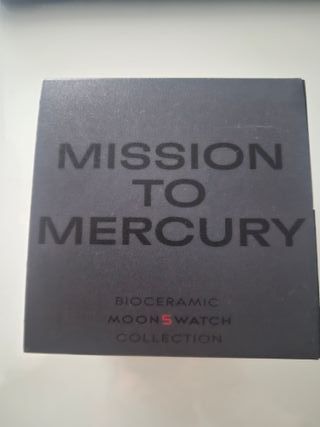 MISSION
TO
MERCURY
BIOCERAMIC
MOONSWATCH
COLLECTION